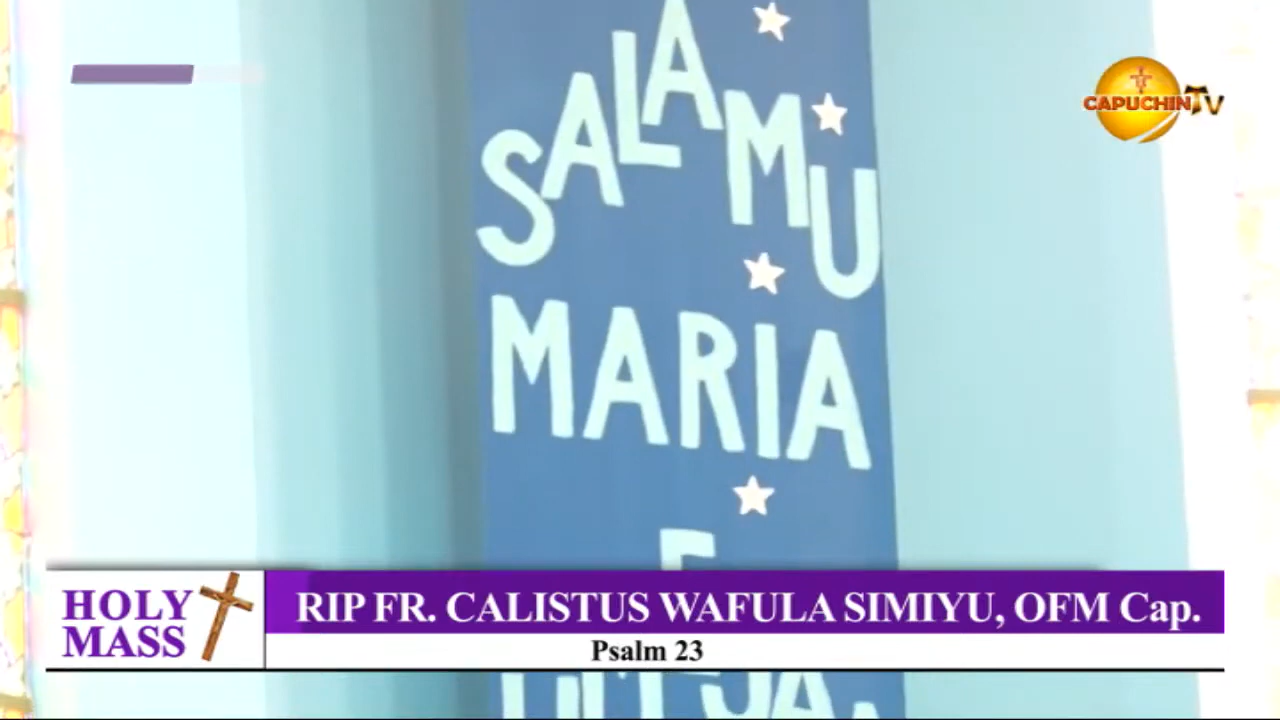 SALAMU
MARIA
CAPUCHIN TV
HOLY
MASS
RIP FR. CALISTUS WAFULA SIMIYU, OFM Cap.
Psalm 23